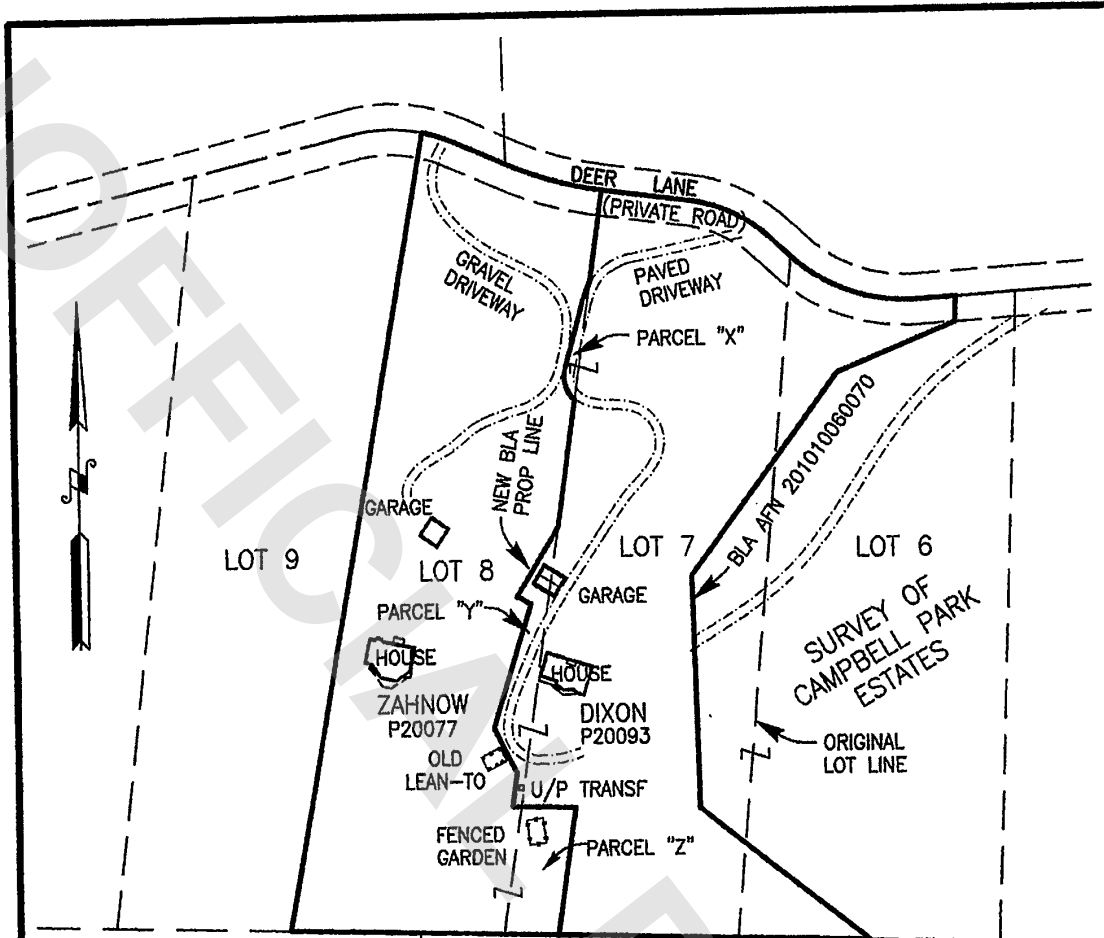 DEER LANE
(PRIVATE ROAD)
GRAVEL
DRIVEWAY
PAVED
DRIVEWAY
PARCEL "X"
NEW BLA
PROP LINE
BLA AFN 201010060070
GARAGE
LOT 9
LOT 8
LOT 7
LOT 6
GARAGE
PARCEL "Y"
SURVEY OF
CAMPBELL PARK
ESTATES
HOUSE
HOUSE
ZAHNOW
P20077
DIXON
P20093
ORIGINAL
LOT LINE
OLD
LEAN-TO
U/P TRANSF
FENCED
GARDEN
PARCEL "Z"
OFFICIAL